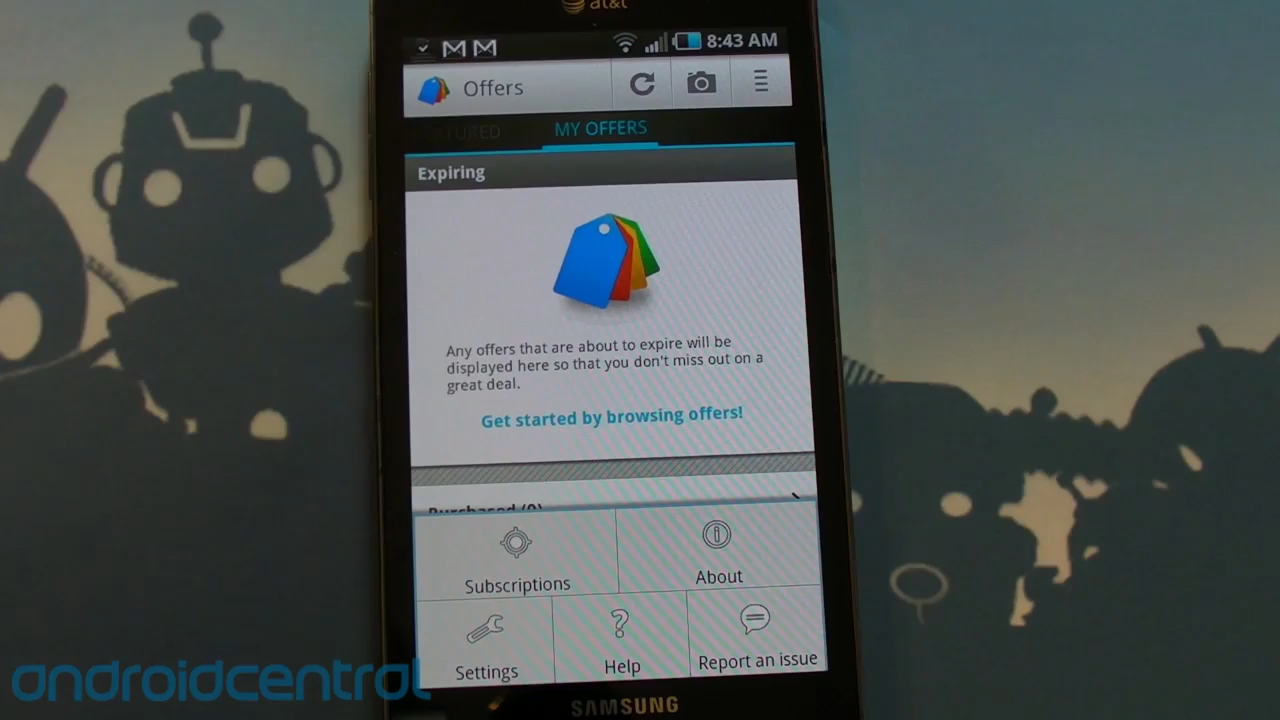 at&t
8:43 AM
Offers
MY OFFERS
Expiring
Any offers that are about to expire will be
displayed here so that you don't miss out on a
great deal.
Get started by browsing offers!
Purchased (0)
Subscriptions
About
Settings
Help
Report an issue
androidcentral
SAMSUNG